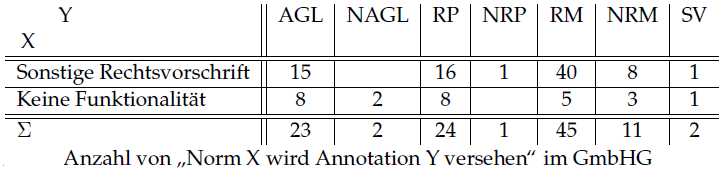 Y AGL NAGL RP NRP RM NRM SV
X
Sonstige Rechtsvorschrift 15 16 1 40 8 1
Keine Funktionalität 8 2 8 5 3 1
Σ 23 2 24 1 45 11 2
Anzahl von „Norm X wird Annotation Y versehen“ im GmbHG